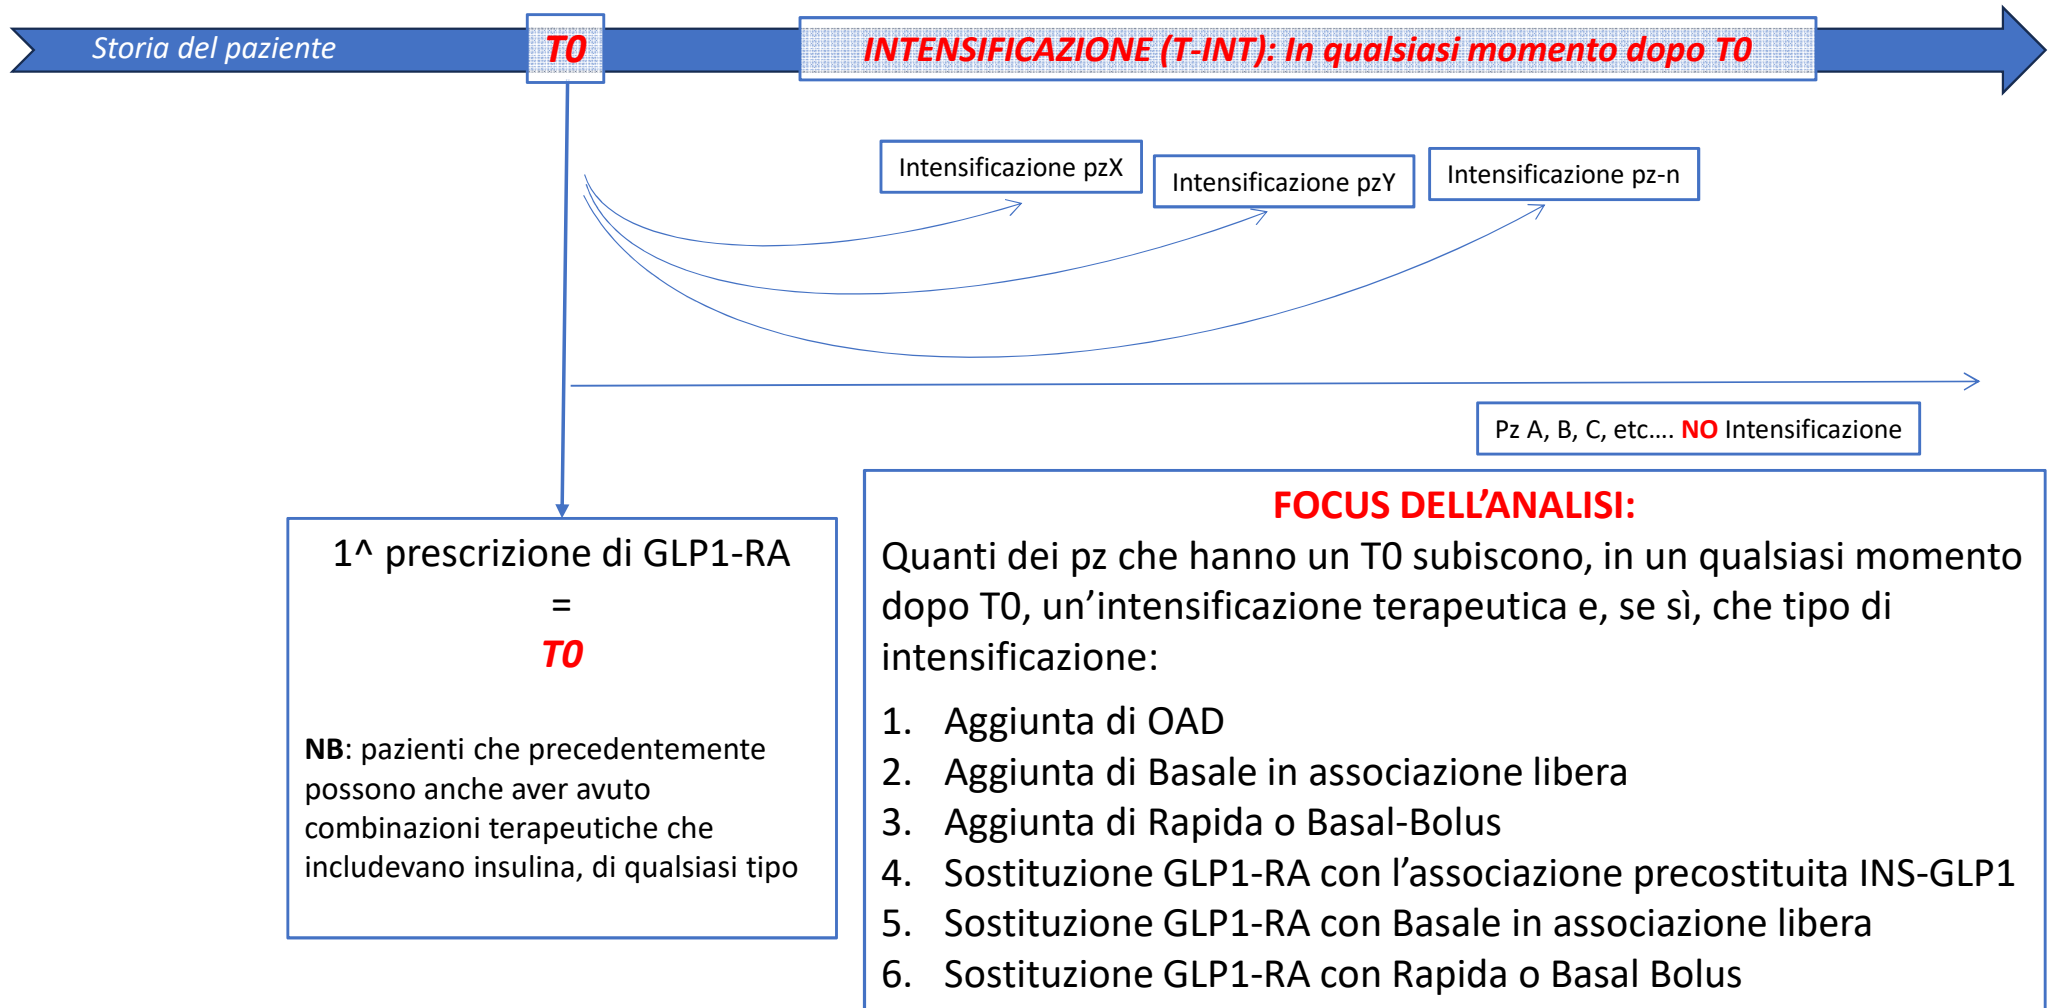 Storia del paziente
T0
INTENSIFICAZIONE (T-INT): In qualsiasi momento dopo T0
Intensificazione pzX
Intensificazione pzY
Intensificazione pz-n
Pz A, B, C, etc…. NO Intensificazione
1^ prescrizione di GLP1-RA
=
T0
NB: pazienti che precedentemente
possono anche aver avuto
combinazioni terapeutiche che
includevano insulina, di qualsiasi tipo
FOCUS DELL’ANALISI:
Quanti dei pz che hanno un T0 subiscono, in un qualsiasi momento
dopo T0, un’intensificazione terapeutica e, se sì, che tipo di
intensificazione:
1. Aggiunta di OAD
2. Aggiunta di Basale in associazione libera
3. Aggiunta di Rapida o Basal-Bolus
4. Sostituzione GLP1-RA con l’associazione precostituita INS-GLP1
5. Sostituzione GLP1-RA con Basale in associazione libera
6. Sostituzione GLP1-RA con Rapida o Basal Bolus